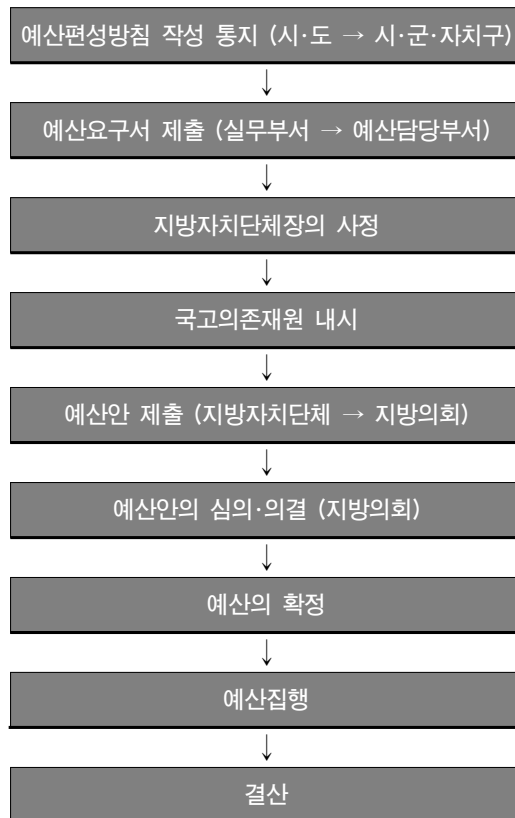 예산편성방침 작성 통지 (시·도 → 시·군·자치구)
↓
예산요구서 제출 (실무부서 → 예산담당부서)
↓
지방자치단체장의 사정
↓
국고의존재원 내시
↓
예산안 제출 (지방자치단체 → 지방의회)
↓
예산안의 심의·의결 (지방의회)
↓
예산의 확정
↓
예산집행
↓
결산